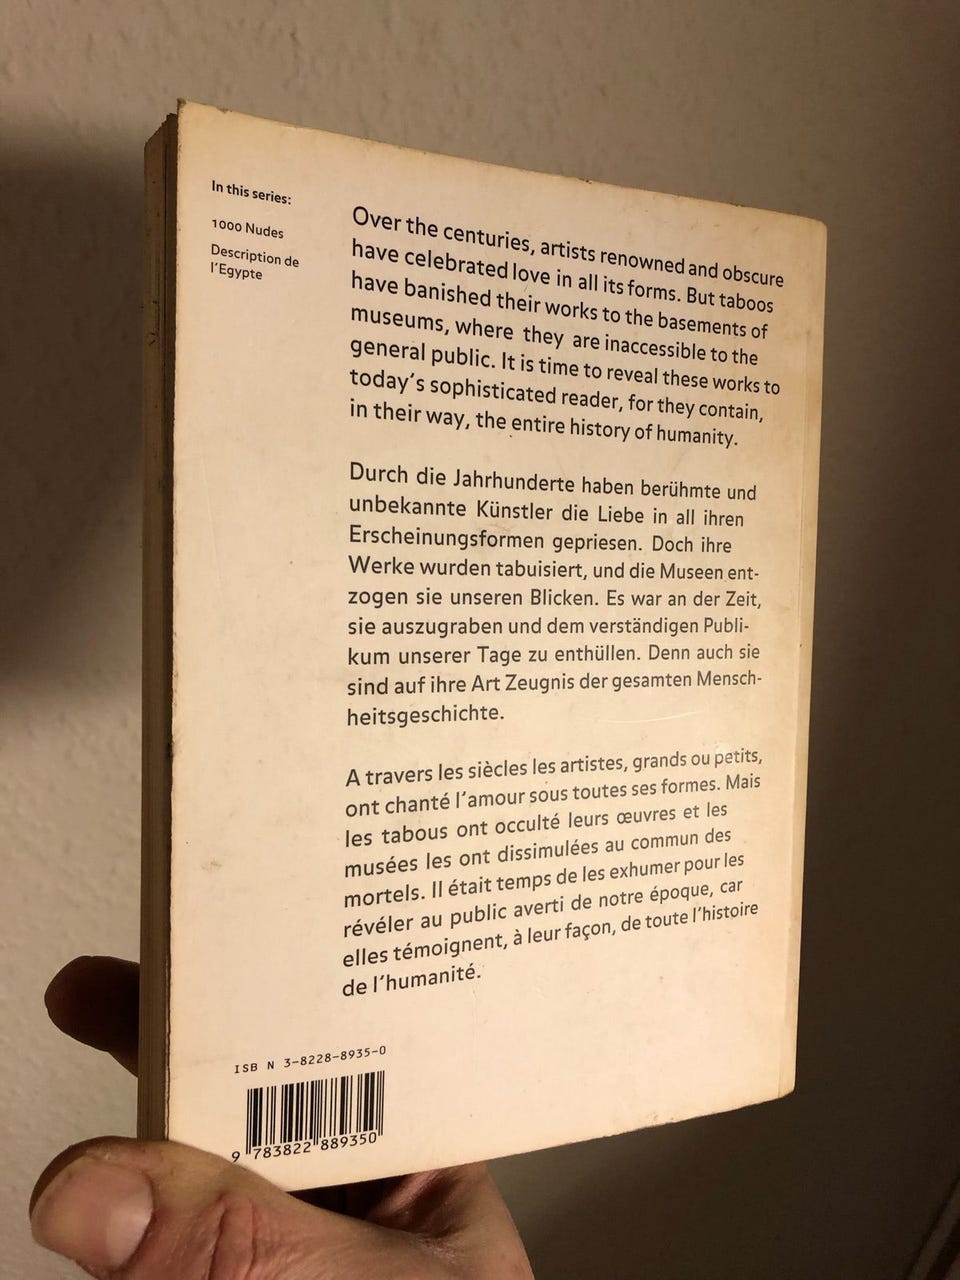 In this series:
1000 Nudes
Description de
l'Egypte
Over the centuries, artists renowned and obscure
have celebrated love in all its forms. But taboos
have banished their works to the basements of
museums, where they are inaccessible to the
general public. It is time to reveal these works to
today's sophisticated reader, for they contain,
in their way, the entire history of humanity.
Durch die Jahrhunderte haben berühmte und
unbekannte Künstler die Liebe in all ihren
Erscheinungsformen gepriesen. Doch ihre
Werke wurden tabuisiert, und die Museen ent-
zogen sie unseren Blicken. Es war an der Zeit,
sie auszugraben und dem verständigen Publi-
kum unserer Tage zu enthüllen. Denn auch sie
sind auf ihre Art Zeugnis der gesamten Mensch-
heitsgeschichte.
A travers les siècles les artistes, grands ou petits,
ont chanté l'amour sous toutes ses formes. Mais
les tabous ont occulté leurs œuvres et les
musées les ont dissimulées au commun des
mortels. Il était temps de les exhumer pour les
révéler au public averti de notre époque, car
elles témoignent, à leur façon, de toute l'histoire
de l'humanité.
ISB N 3-8228-8935-0
9 783822 889350